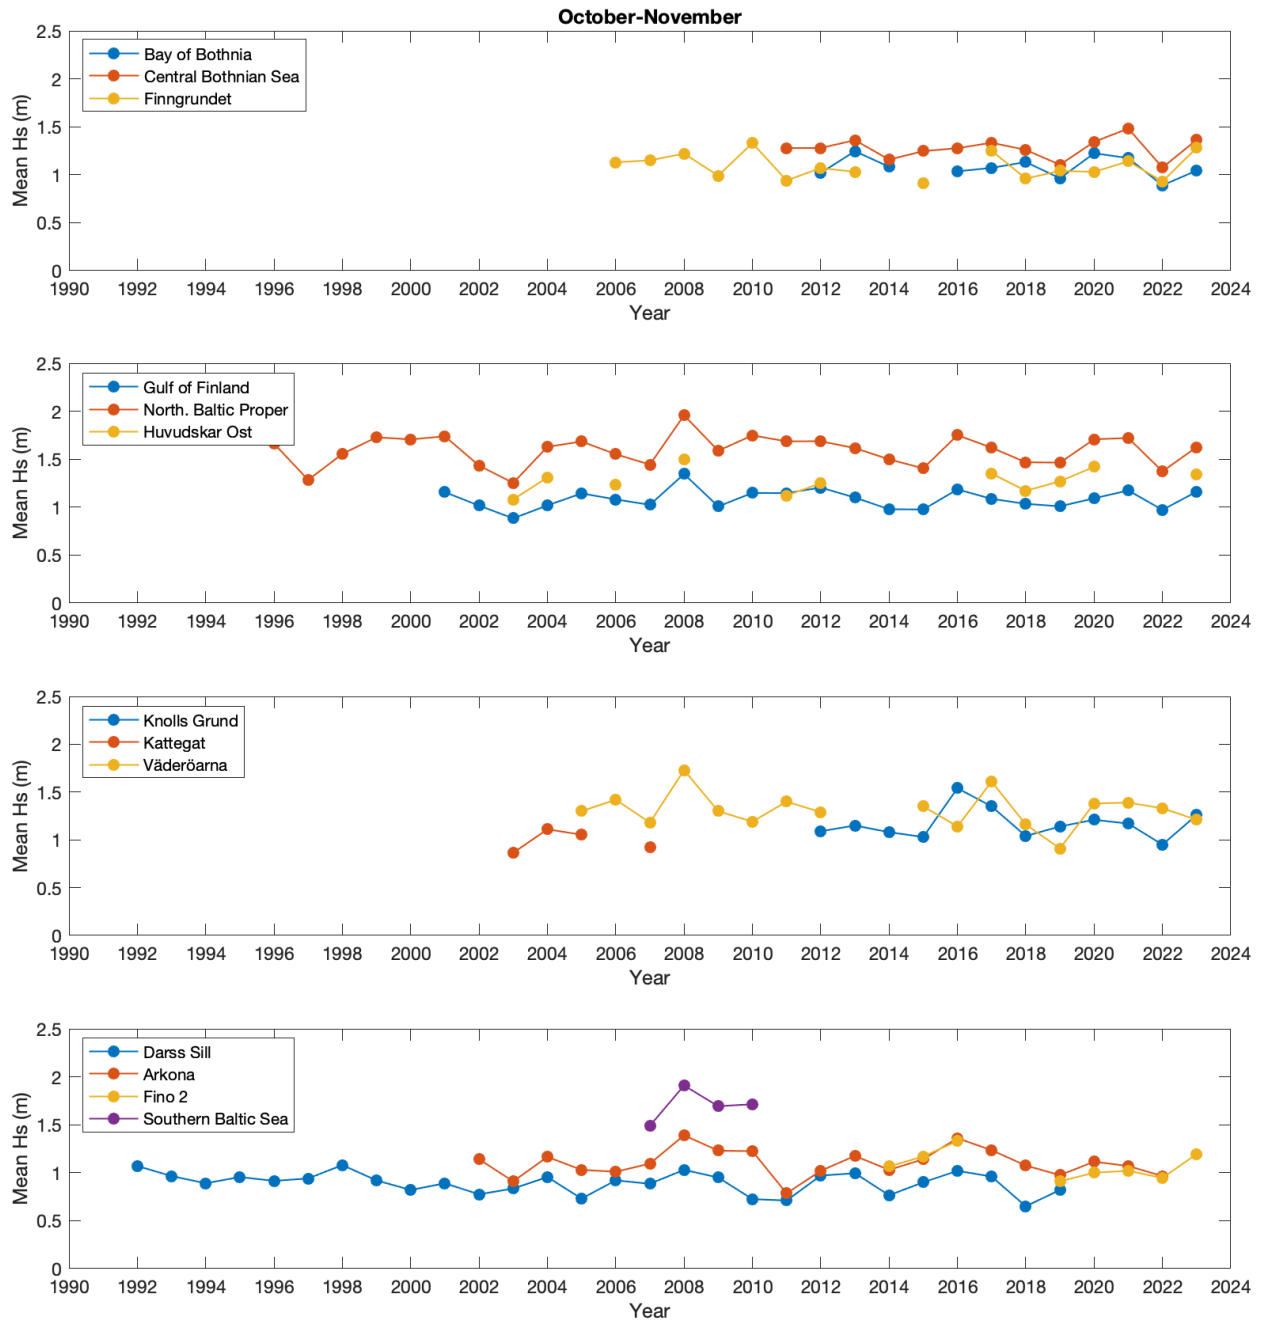 October-November
2.5
2
1.5
1
0.5
0
Mean Hs (m)
Bay of Bothnia
Central Bothnian Sea
Finngrundet
1990 1992 1994 1996 1998 2000 2002 2004 2006 2008 2010 2012 2014 2016 2018 2020 2022 2024
Year
2.5
2
1.5
1
0.5
0
Mean Hs (m)
Gulf of Finland
North. Baltic Proper
Huvudskar Ost
1990 1992 1994 1996 1998 2000 2002 2004 2006 2008 2010 2012 2014 2016 2018 2020 2022 2024
Year
2.5
2
1.5
1
0.5
0
Mean Hs (m)
Knolls Grund
Kattegat
Väderöarna
1990 1992 1994 1996 1998 2000 2002 2004 2006 2008 2010 2012 2014 2016 2018 2020 2022 2024
Year
2.5
2
1.5
1
0.5
0
Mean Hs (m)
Darss Sill
Arkona
Fino 2
Southern Baltic Sea
1990 1992 1994 1996 1998 2000 2002 2004 2006 2008 2010 2012 2014 2016 2018 2020 2022 2024
Year